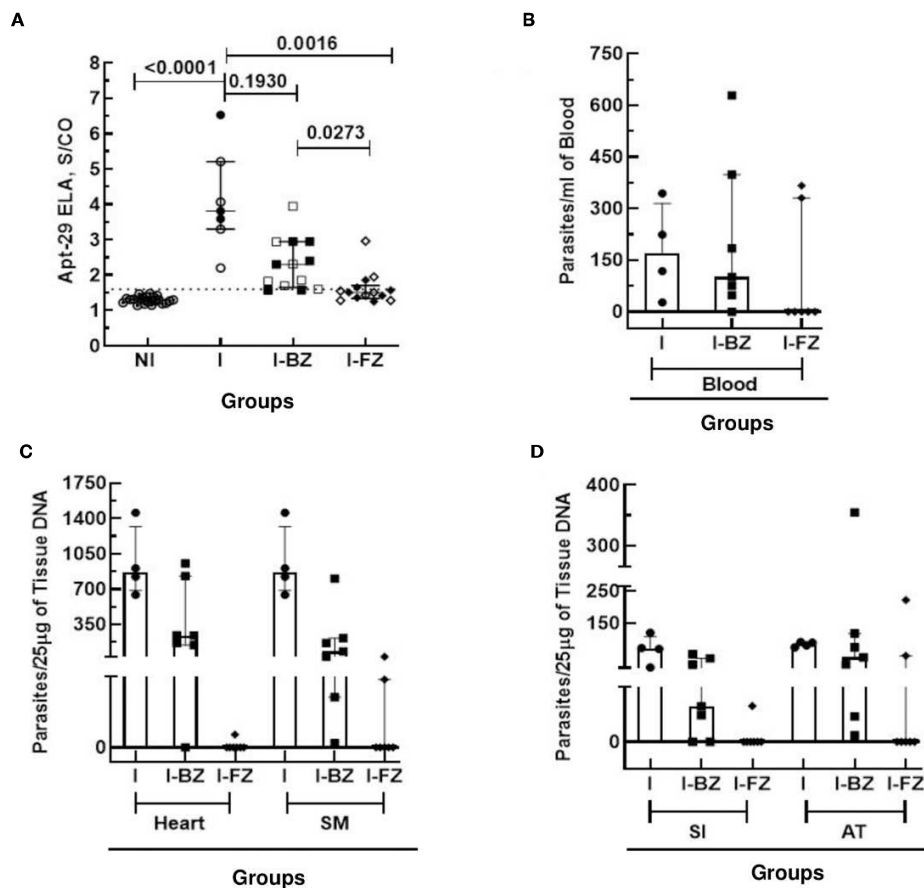 A
Apt-29 ELA, S/CO
8
7
6
5
4
3
2
1
0
<0.0001
0.0016
0.1930
0.0273
NI I I-BZ I-FZ
Groups
B
Parasites/ml of Blood
750
600
450
300
150
0
I I-BZ I-FZ
Blood
Groups
C
Parasites/25µg of Tissue DNA
1750
1400
1050
700
350
0
I I-BZ I-FZ I I-BZ I-FZ
Heart SM
Groups
D
Parasites/25µg of Tissue DNA
400
300
250
150
0
I I-BZ I-FZ I I-BZ I-FZ
SI AT
Groups